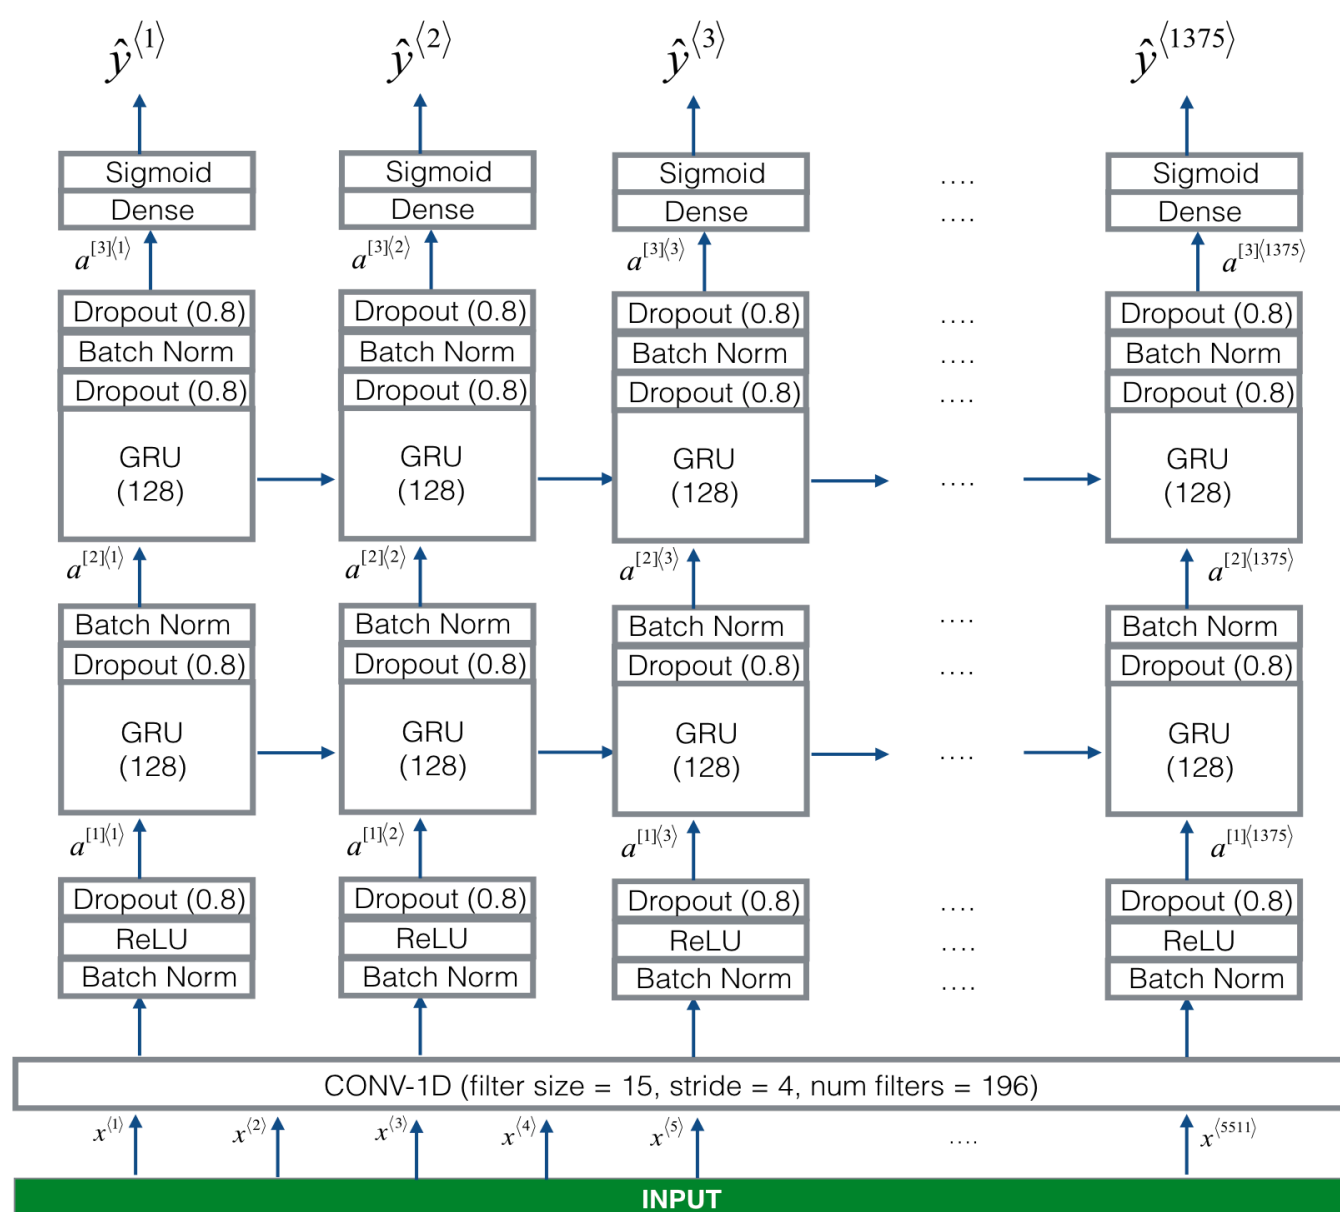 ŷ⟨1⟩ ŷ⟨2⟩ ŷ⟨3⟩ ŷ⟨1375⟩
Sigmoid Sigmoid Sigmoid .... Sigmoid
Dense Dense Dense .... Dense
a[3]⟨1⟩ a[3]⟨2⟩ a[3]⟨3⟩ a[3]⟨1375⟩
Dropout (0.8) Dropout (0.8) Dropout (0.8) .... Dropout (0.8)
Batch Norm Batch Norm Batch Norm .... Batch Norm
Dropout (0.8) Dropout (0.8) Dropout (0.8) .... Dropout (0.8)
GRU GRU GRU GRU
(128) (128) (128) .... (128)
a[2]⟨1⟩ a[2]⟨2⟩ a[2]⟨3⟩ a[2]⟨1375⟩
Batch Norm Batch Norm Batch Norm .... Batch Norm
Dropout (0.8) Dropout (0.8) Dropout (0.8) .... Dropout (0.8)
GRU GRU GRU GRU
(128) (128) (128) .... (128)
a[1]⟨1⟩ a[1]⟨2⟩ a[1]⟨3⟩ a[1]⟨1375⟩
Dropout (0.8) Dropout (0.8) Dropout (0.8) .... Dropout (0.8)
ReLU ReLU ReLU .... ReLU
Batch Norm Batch Norm Batch Norm .... Batch Norm
CONV-1D (filter size = 15, stride = 4, num filters = 196)
x⟨1⟩ x⟨2⟩ x⟨3⟩ x⟨4⟩ x⟨5⟩ .... x⟨5511⟩
INPUT